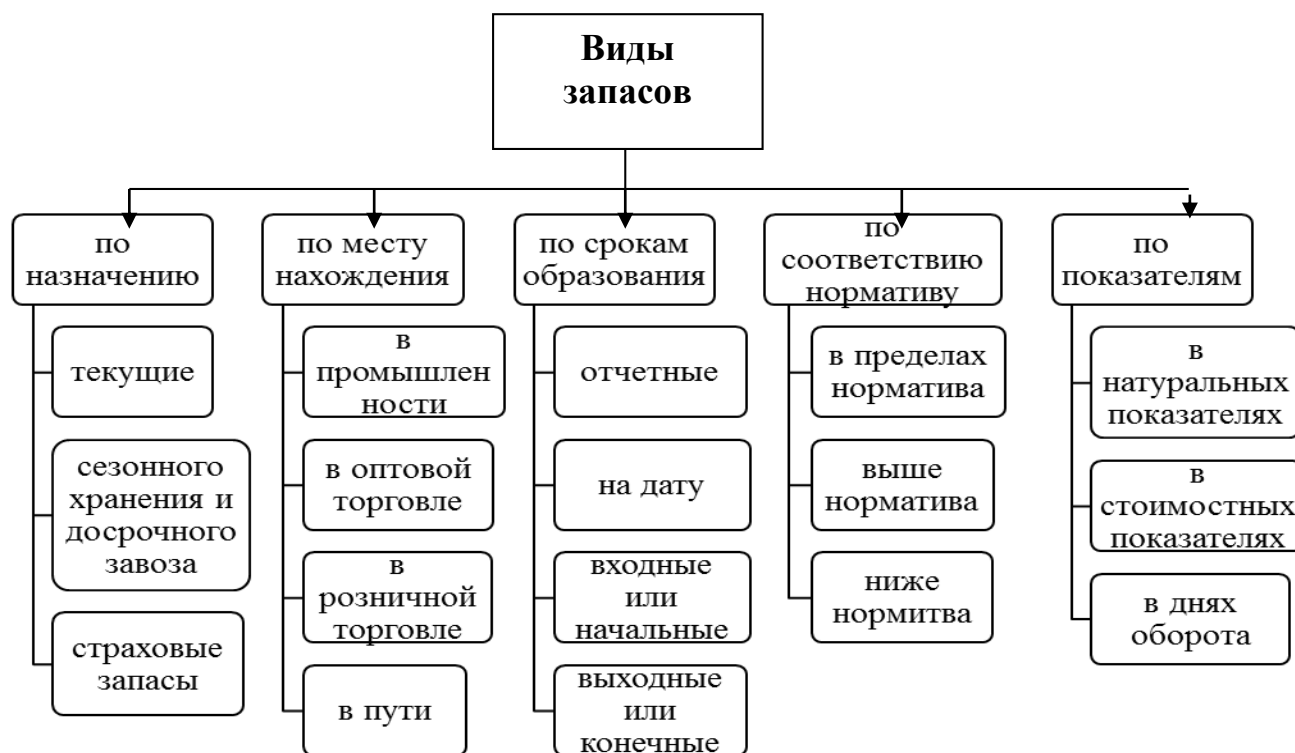 Виды
запасов
по
назначению
текущие
сезонного
хранения и
досрочного
завоза
страховые
запасы
по месту
нахождения
в
промышлен
ности
в оптовой
торговле
в
розничной
торговле
в пути
по срокам
образования
отчетные
на дату
входные
или
начальные
выходные
или
конечные
по
соответствию
нормативу
в пределах
норматива
выше
норматива
ниже
нормитва
по
показателям
в
натуральных
показателях
в
стоимостных
показателях
в днях
оборота